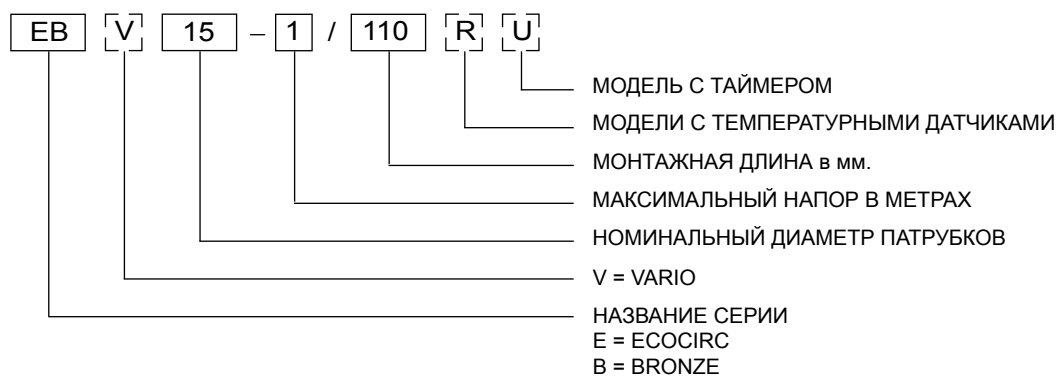 EB V 15 – 1 / 110 R U
МОДЕЛЬ С ТАЙМЕРОМ
МОДЕЛИ С ТЕМПЕРАТУРНЫМИ ДАТЧИКАМИ
МОНТАЖНАЯ ДЛИНА в мм.
МАКСИМАЛЬНЫЙ НАПОР В МЕТРАХ
НОМИНАЛЬНЫЙ ДИАМЕТР ПАТРУБКОВ
V = VARIO
НАЗВАНИЕ СЕРИИ
E = ECOCIRC
B = BRONZE